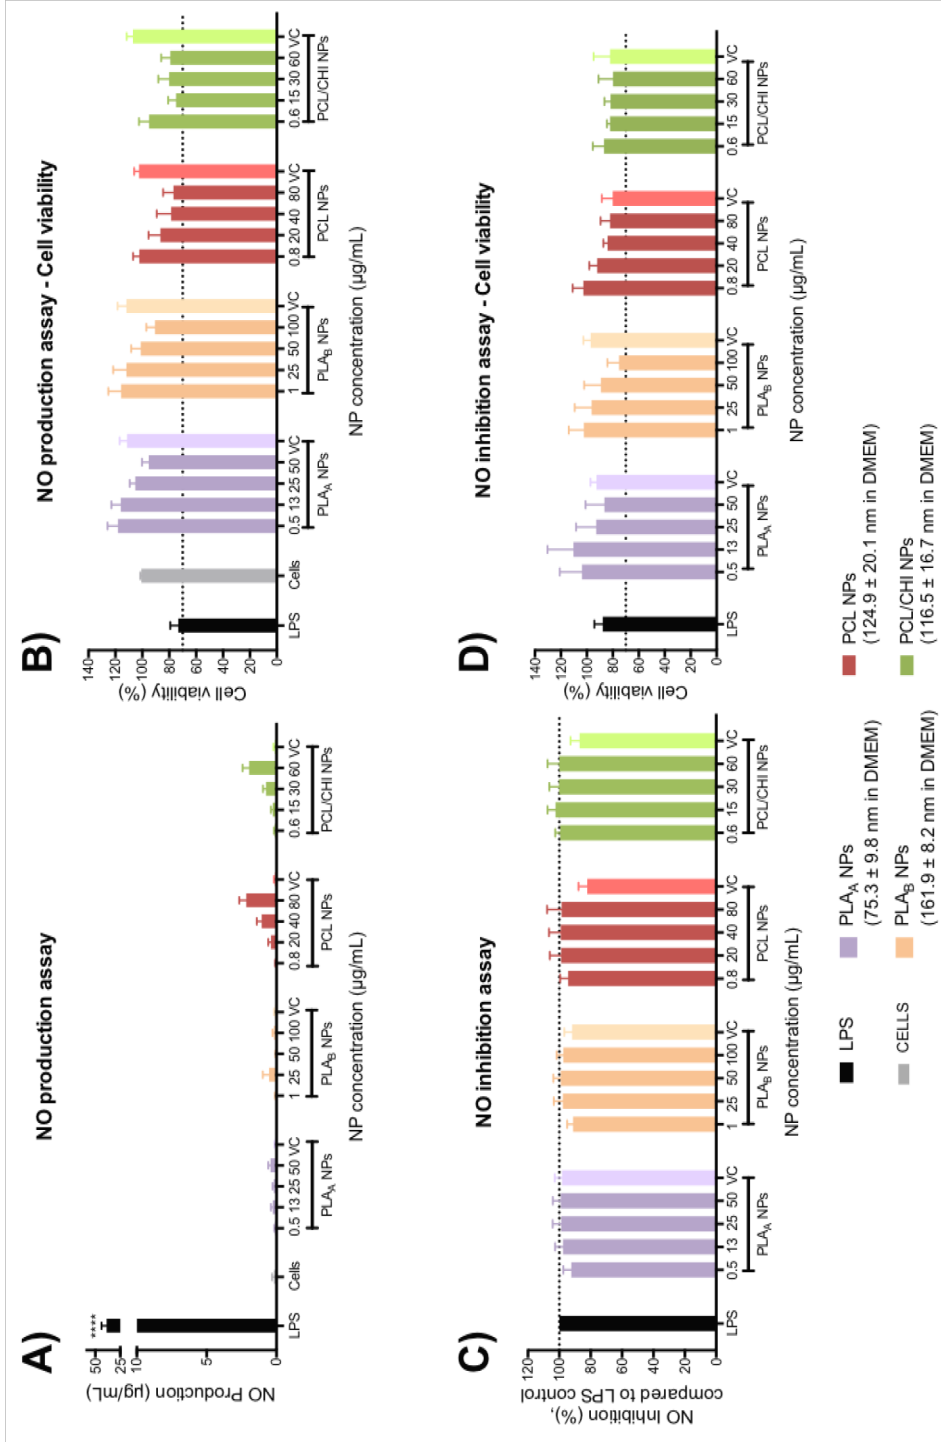 A)
NO production assay
NO Production (µg/mL)
50
25
10
5
0
****
LPS
Cells
0.5 13 25 50 VC
PLAA NPs
1 25 50 100 VC
PLAB NPs
0.8 20 40 80 VC
PCL NPs
0.6 15 30 60 VC
PCL/CHI NPs
NP concentration (µg/mL)
B)
NO production assay - Cell viability
Cell viability (%)
140
120
100
80
60
40
20
0
LPS
Cells
0.5 13 25 50 VC
PLAA NPs
1 25 50 100 VC
PLAB NPs
0.8 20 40 80 VC
PCL NPs
0.6 15 30 60 VC
PCL/CHI NPs
NP concentration (µg/mL)
C)
NO inhibition assay
NO Inhibition (%),
compared to LPS control
120
100
80
60
40
20
0
LPS
0.5 13 25 50 VC
PLAA NPs
1 25 50 100 VC
PLAB NPs
0.8 20 40 80 VC
PCL NPs
0.6 15 30 60 VC
PCL/CHI NPs
NP concentration (µg/mL)
D)
NO inhibition assay - Cell viability
Cell viability (%)
140
120
100
80
60
40
20
0
LPS
0.5 13 25 50 VC
PLAA NPs
1 25 50 100 VC
PLAB NPs
0.8 20 40 80 VC
PCL NPs
0.6 15 30 60 VC
PCL/CHI NPs
NP concentration (µg/mL)
LPS
CELLS
PLAA NPs
(75.3 ± 9.8 nm in DMEM)
PLAB NPs
(161.9 ± 8.2 nm in DMEM)
PCL NPs
(124.9 ± 20.1 nm in DMEM)
PCL/CHI NPs
(116.5 ± 16.7 nm in DMEM)